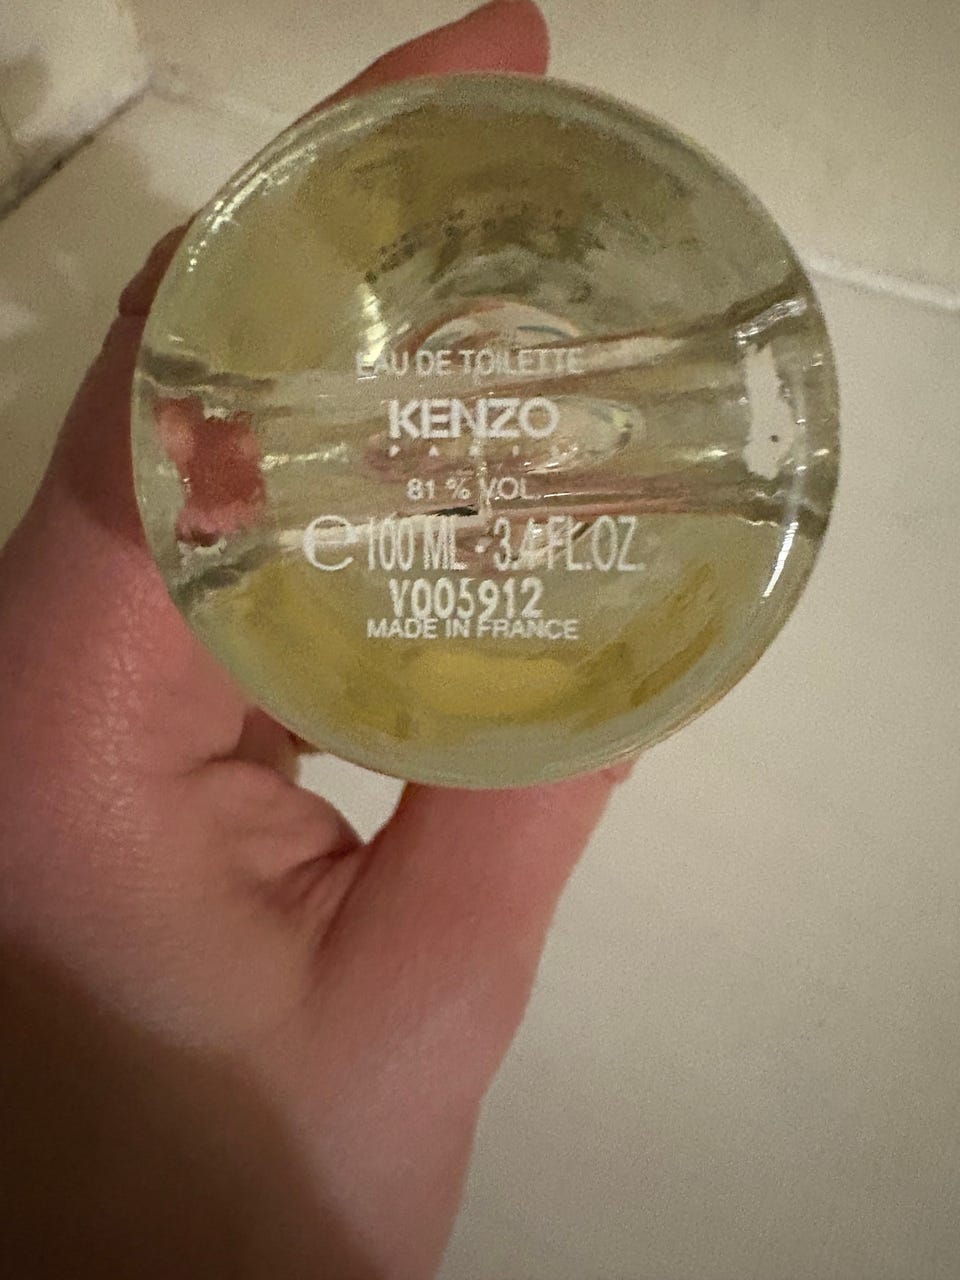 EAU DE TOILETTE
KENZO
PARIS
81 % VOL.
℮ 100 ML - 3.4 FL.OZ.
V005912
MADE IN FRANCE